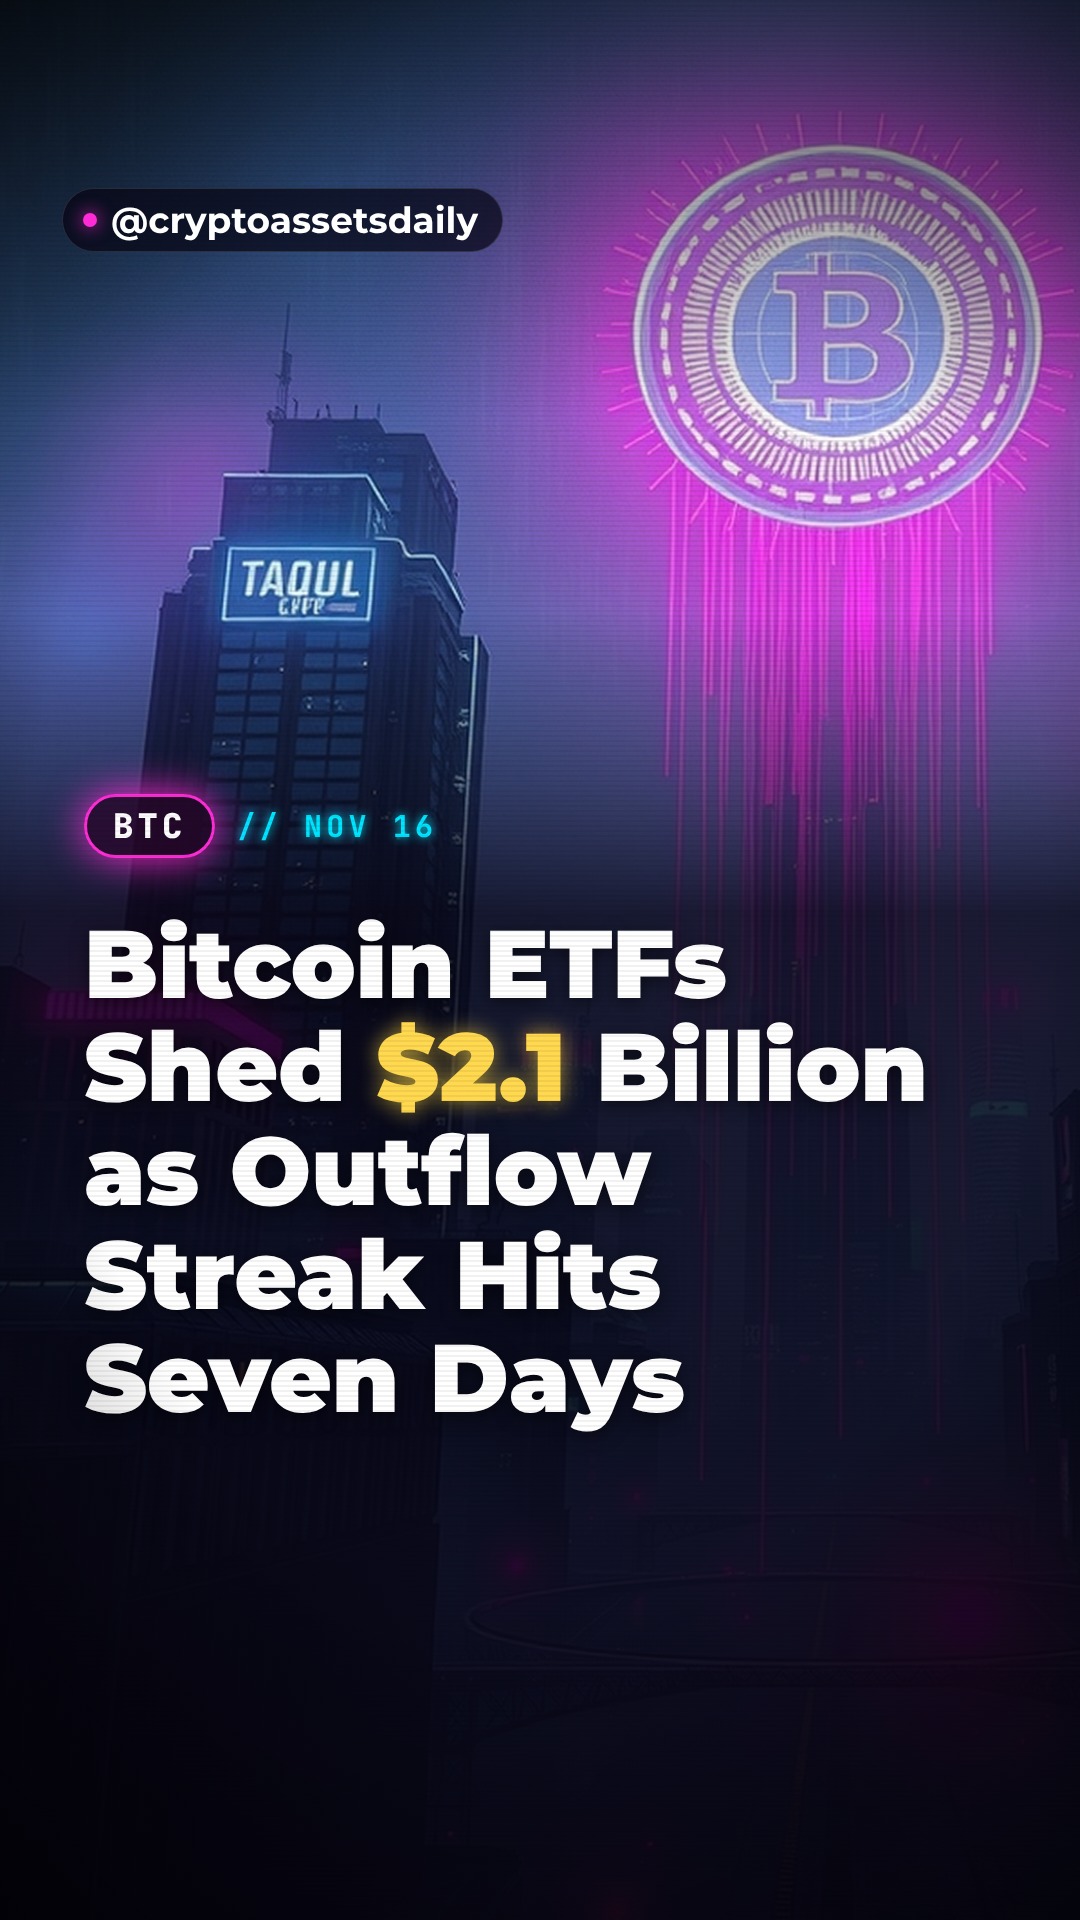 @cryptoassetsdaily
TAQUL
BTC // NOV 16
Bitcoin ETFs
Shed $2.1 Billion
as Outflow
Streak Hits
Seven Days